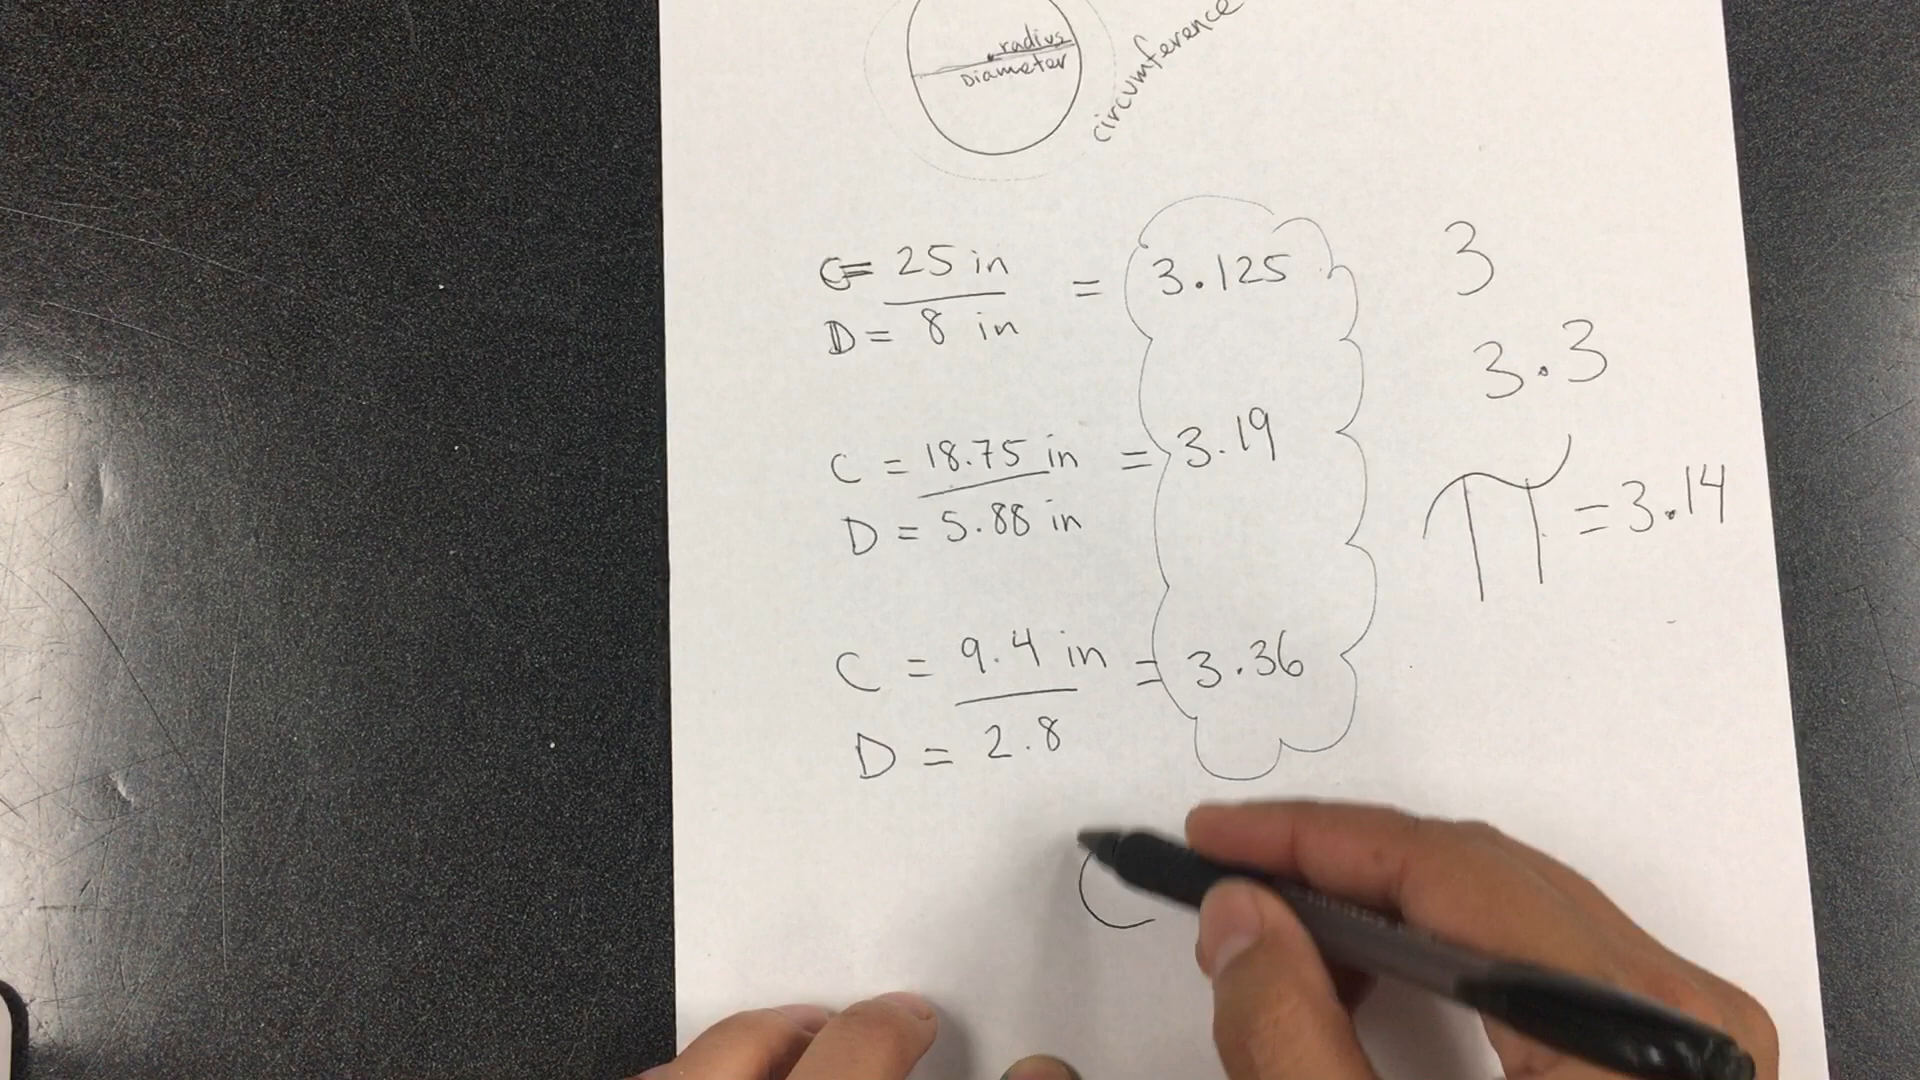 radius
Diameter
circumference
C= 25 in = 3.125
D = 8 in
3
3.3
C = 18.75 in = 3.19
D = 5.88 in
π = 3.14
C = 9.4 in = 3.36
D = 2.8
C